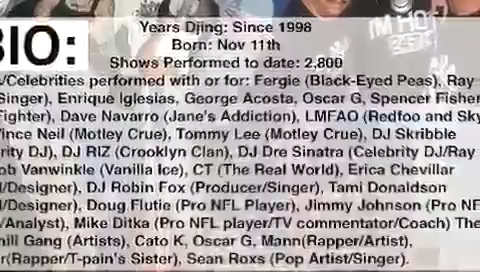 BIO:
Years Djing: Since 1998
Born: Nov 11th
Shows Performed to date: 2,800
s/Celebrities performed with or for: Fergie (Black-Eyed Peas), Ray
Singer), Enrique Iglesias, George Acosta, Oscar G, Spencer Fisher
Fighter), Dave Navarro (Jane's Addiction), LMFAO (Redfoo and Sky
Vince Neil (Motley Crue), Tommy Lee (Motley Crue), DJ Skribble
rity DJ), DJ RIZ (Crooklyn Clan), DJ Dre Sinatra (Celebrity DJ/Ray
ob Vanwinkle (Vanilla Ice), CT (The Real World), Erica Chevillar
l/Designer), DJ Robin Fox (Producer/Singer), Tami Donaldson
l/Designer), Doug Flutie (Pro NFL Player), Jimmy Johnson (Pro NF
/Analyst), Mike Ditka (Pro NFL player/TV commentator/Coach) The
hill Gang (Artists), Cato K, Oscar G, Mann(Rapper/Artist),
r(Rapper/T-pain's Sister), Sean Roxs (Pop Artist/Singer).
I'M HOT